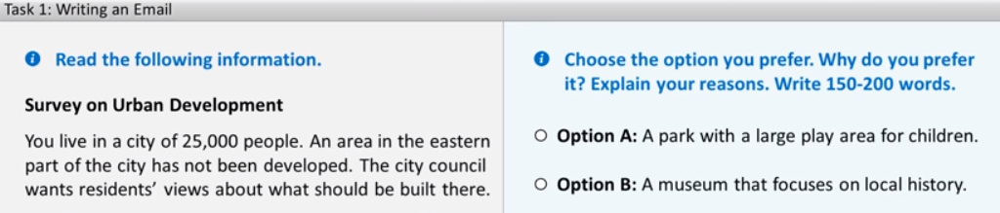 Task 1: Writing an Email
Read the following information.
Survey on Urban Development
You live in a city of 25,000 people. An area in the eastern
part of the city has not been developed. The city council
wants residents’ views about what should be built there.
Choose the option you prefer. Why do you prefer
it? Explain your reasons. Write 150-200 words.
Option A: A park with a large play area for children.
Option B: A museum that focuses on local history.